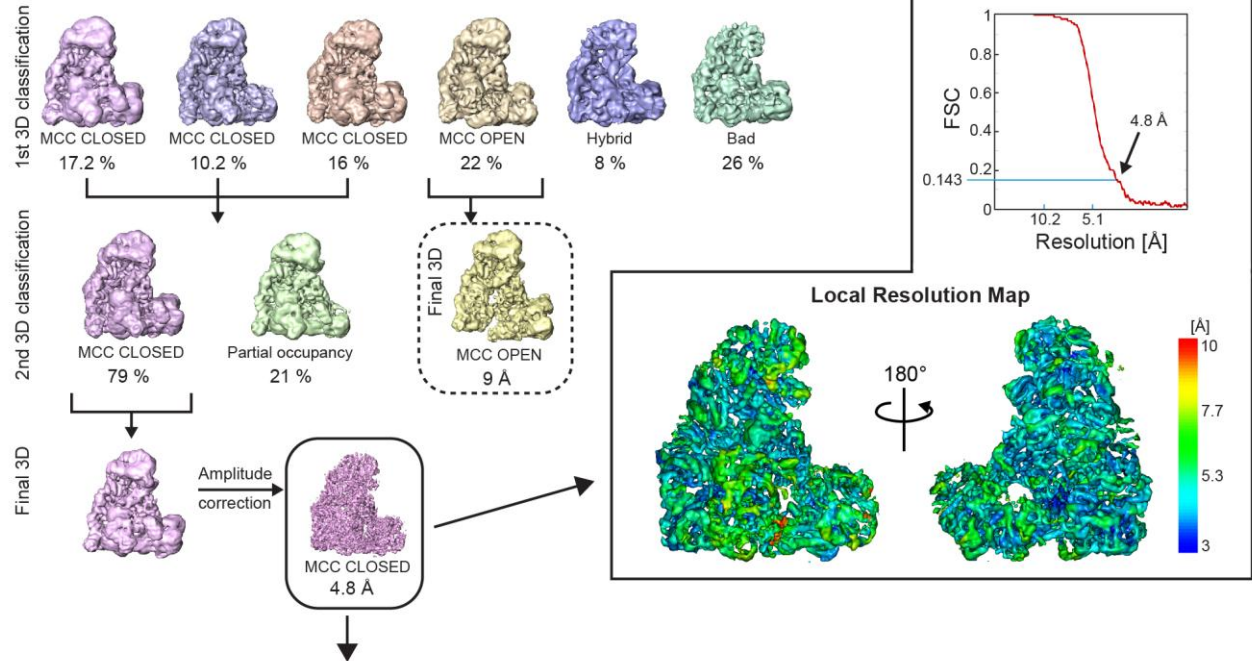 1st 3D classification
MCC CLOSED
17.2 %
MCC CLOSED
10.2 %
MCC CLOSED
16 %
MCC OPEN
22 %
Hybrid
8 %
Bad
26 %
2nd 3D classification
MCC CLOSED
79 %
Partial occupancy
21 %
Final 3D
MCC OPEN
9 Å
Final 3D
Amplitude
correction
MCC CLOSED
4.8 Å
FSC
1
0.8
0.6
0.4
0.2
0.143
0
4.8 Å
10.2 5.1
Resolution [Å]
Local Resolution Map
180°
[Å]
10
7.7
5.3
3